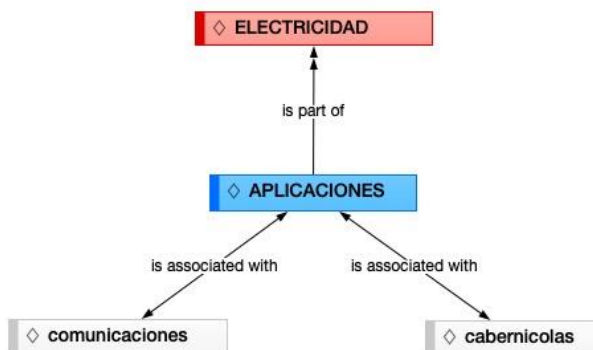 ELECTRICIDAD
is part of
APLICACIONES
is associated with
is associated with
comunicaciones
cabernicolas